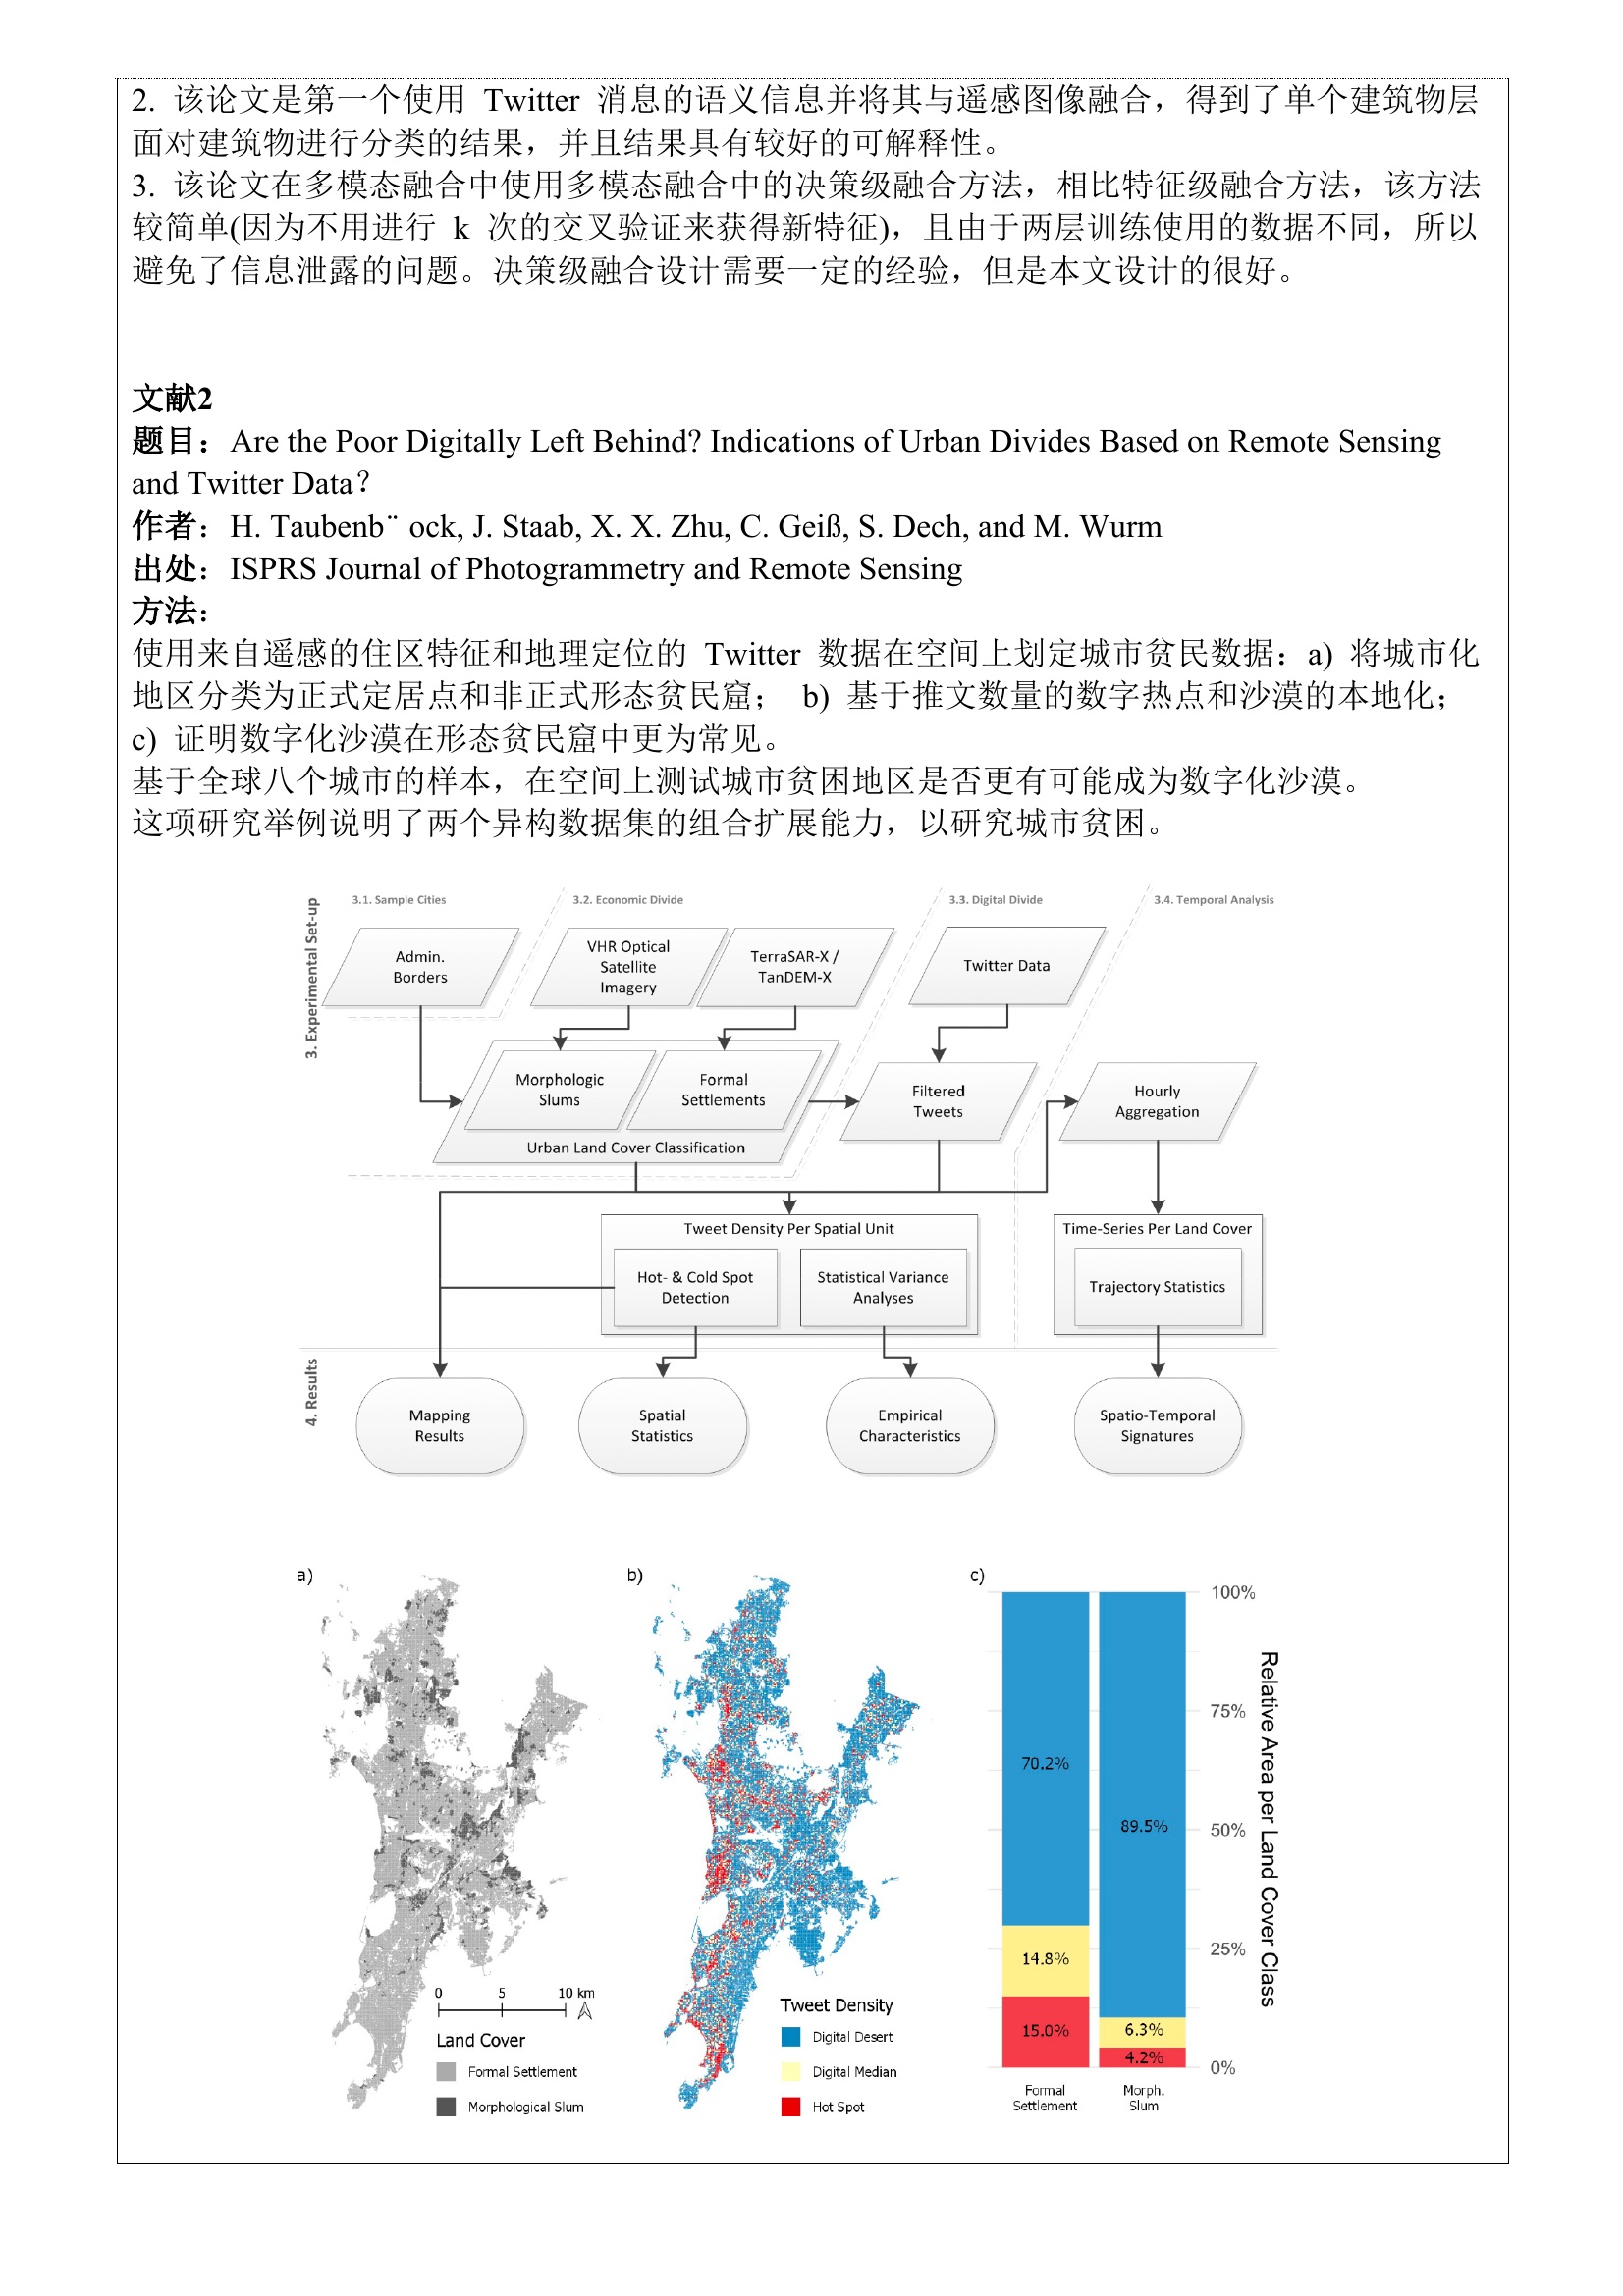 2. 该论文是第一个使用 Twitter 消息的语义信息并将其与遥感图像融合，得到了单个建筑物层
面对建筑物进行分类的结果，并且结果具有较好的可解释性。
3. 该论文在多模态融合中使用多模态融合中的决策级融合方法，相比特征级融合方法，该方法
较简单(因为不用进行 k 次的交叉验证来获得新特征)，且由于两层训练使用的数据不同，所以
避免了信息泄露的问题。决策级融合设计需要一定的经验，但是本文设计的很好。
文献2
题目：Are the Poor Digitally Left Behind? Indications of Urban Divides Based on Remote Sensing
and Twitter Data？
作者：H. Taubenb¨ ock, J. Staab, X. X. Zhu, C. Geiß, S. Dech, and M. Wurm
出处：ISPRS Journal of Photogrammetry and Remote Sensing
方法：
使用来自遥感的住区特征和地理定位的 Twitter 数据在空间上划定城市贫民数据：a) 将城市化
地区分类为正式定居点和非正式形态贫民窟； b) 基于推文数量的数字热点和沙漠的本地化；
c) 证明数字化沙漠在形态贫民窟中更为常见。
基于全球八个城市的样本，在空间上测试城市贫困地区是否更有可能成为数字化沙漠。
这项研究举例说明了两个异构数据集的组合扩展能力，以研究城市贫困。
3. Experimental Set-up
3.1. Sample Cities
3.2. Economic Divide
3.3. Digital Divide
3.4. Temporal Analysis
Admin.
Borders
VHR Optical
Satellite
Imagery
TerraSAR-X /
TanDEM-X
Twitter Data
Morphologic
Slums
Formal
Settlements
Urban Land Cover Classification
Filtered
Tweets
Hourly
Aggregation
Tweet Density Per Spatial Unit
Hot- & Cold Spot
Detection
Statistical Variance
Analyses
Time-Series Per Land Cover
Trajectory Statistics
4. Results
Mapping
Results
Spatial
Statistics
Empirical
Characteristics
Spatio-Temporal
Signatures
a)
0 5 10 km
Land Cover
Formal Settlement
Morphological Slum
b)
Tweet Density
Digital Desert
Digital Median
Hot Spot
c)
100%
75%
50%
25%
0%
70.2%
14.8%
15.0%
89.5%
6.3%
4.2%
Formal
Settlement
Morph.
Slum
Relative Area per Land Cover Class